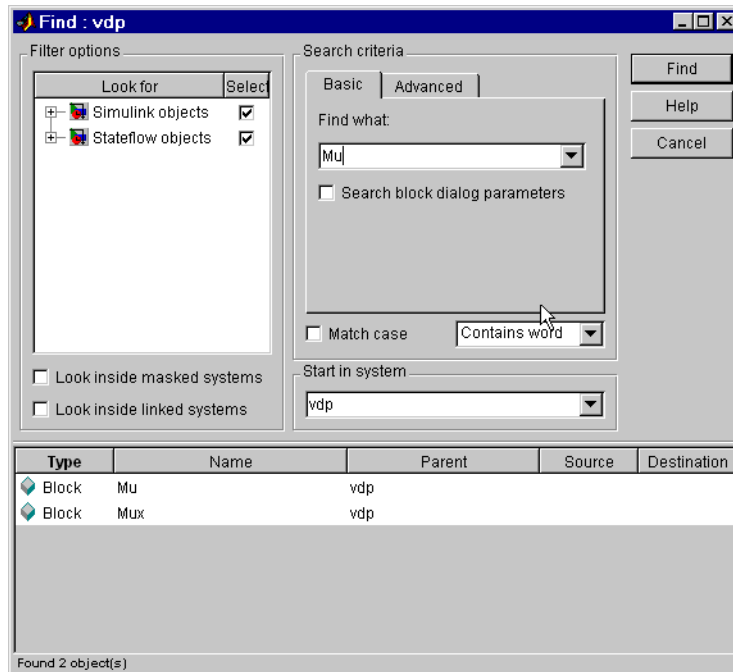 Find : vdp
Filter options
Look for Select
Simulink objects
Stateflow objects
Look inside masked systems
Look inside linked systems
Search criteria
Basic Advanced
Find what:
Mu
Search block dialog parameters
Match case Contains word
Start in system
vdp
Find
Help
Cancel
Type Name Parent Source Destination
Block Mu vdp
Block Mux vdp
Found 2 object(s)